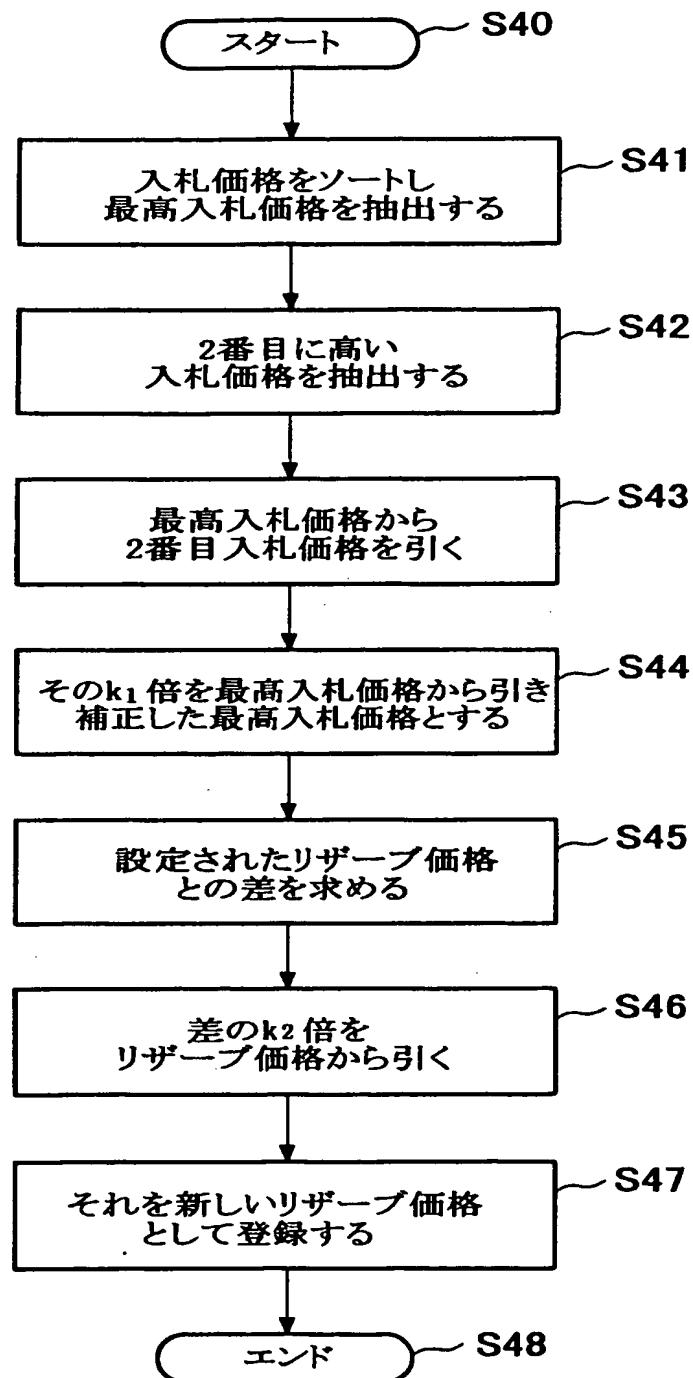 スタート
S40
入札価格をソートし
最高入札価格を抽出する
S41
2番目に高い
入札価格を抽出する
S42
最高入札価格から
2番目入札価格を引く
S43
そのk₁倍を最高入札価格から引き
補正した最高入札価格とする
S44
設定されたリザーブ価格
との差を求める
S45
差のk₂倍を
リザーブ価格から引く
S46
それを新しいリザーブ価格
として登録する
S47
エンド
S48